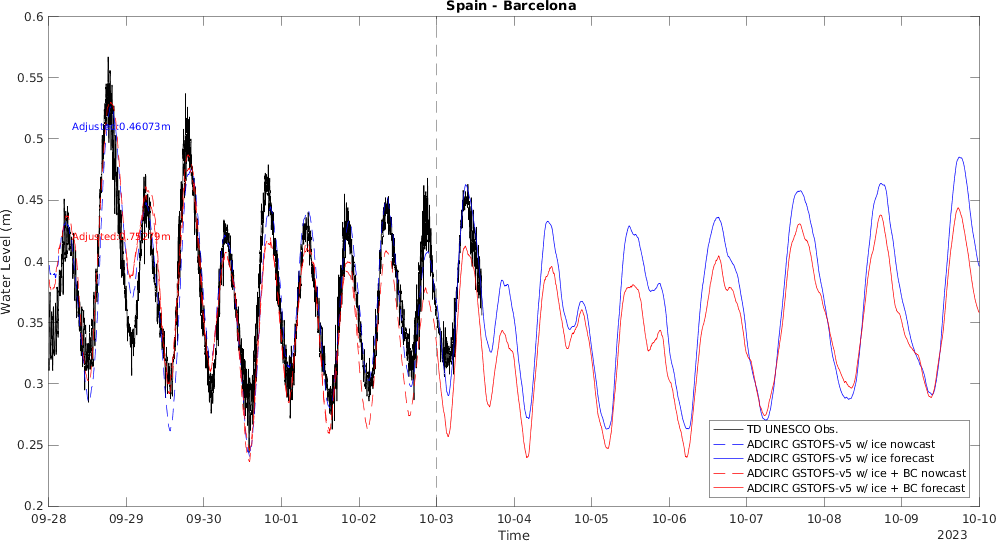 Spain - Barcelona
0.6
0.55
0.5
0.45
0.4
0.35
0.3
0.25
0.2
Water Level (m)
Adjusted:0.46073m
TD UNESCO Obs.
ADCIRC GSTOFS-v5 w/ ice nowcast
ADCIRC GSTOFS-v5 w/ ice forecast
ADCIRC GSTOFS-v5 w/ ice + BC nowcast
ADCIRC GSTOFS-v5 w/ ice + BC forecast
09-28 09-29 09-30 10-01 10-02 10-03 10-04 10-05 10-06 10-07 10-08 10-09 10-10
Time
2023